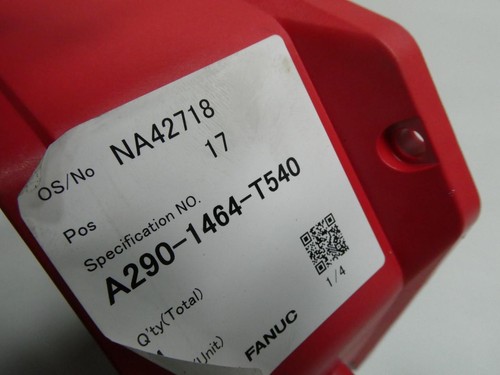 OS/No NA42718
Pos 17
Specification NO.
A290-1464-T540
Q'ty(Total)
1/4
(Unit)
FANUC